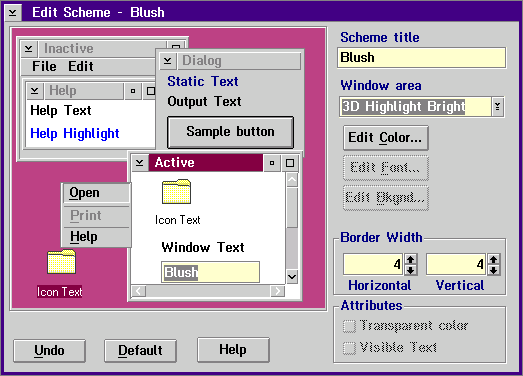 Edit Scheme - Blush
Inactive
File Edit
Help
Help Text
Help Highlight
Dialog
Static Text
Output Text
Sample button
Active
Icon Text
Window Text
Blush
Open
Print
Help
Icon Text
Scheme title
Blush
Window area
3D Highlight Bright
Edit Color...
Edit Font...
Edit Bkgnd...
Border Width
4 4
Horizontal Vertical
Attributes
Transparent color
Visible Text
Undo Default Help